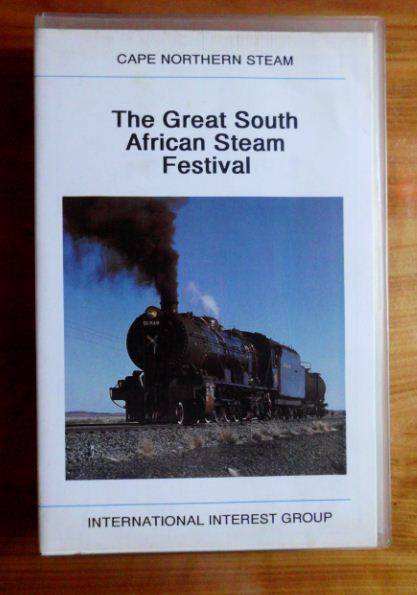 CAPE NORTHERN STEAM
The Great South
African Steam
Festival
INTERNATIONAL INTEREST GROUP